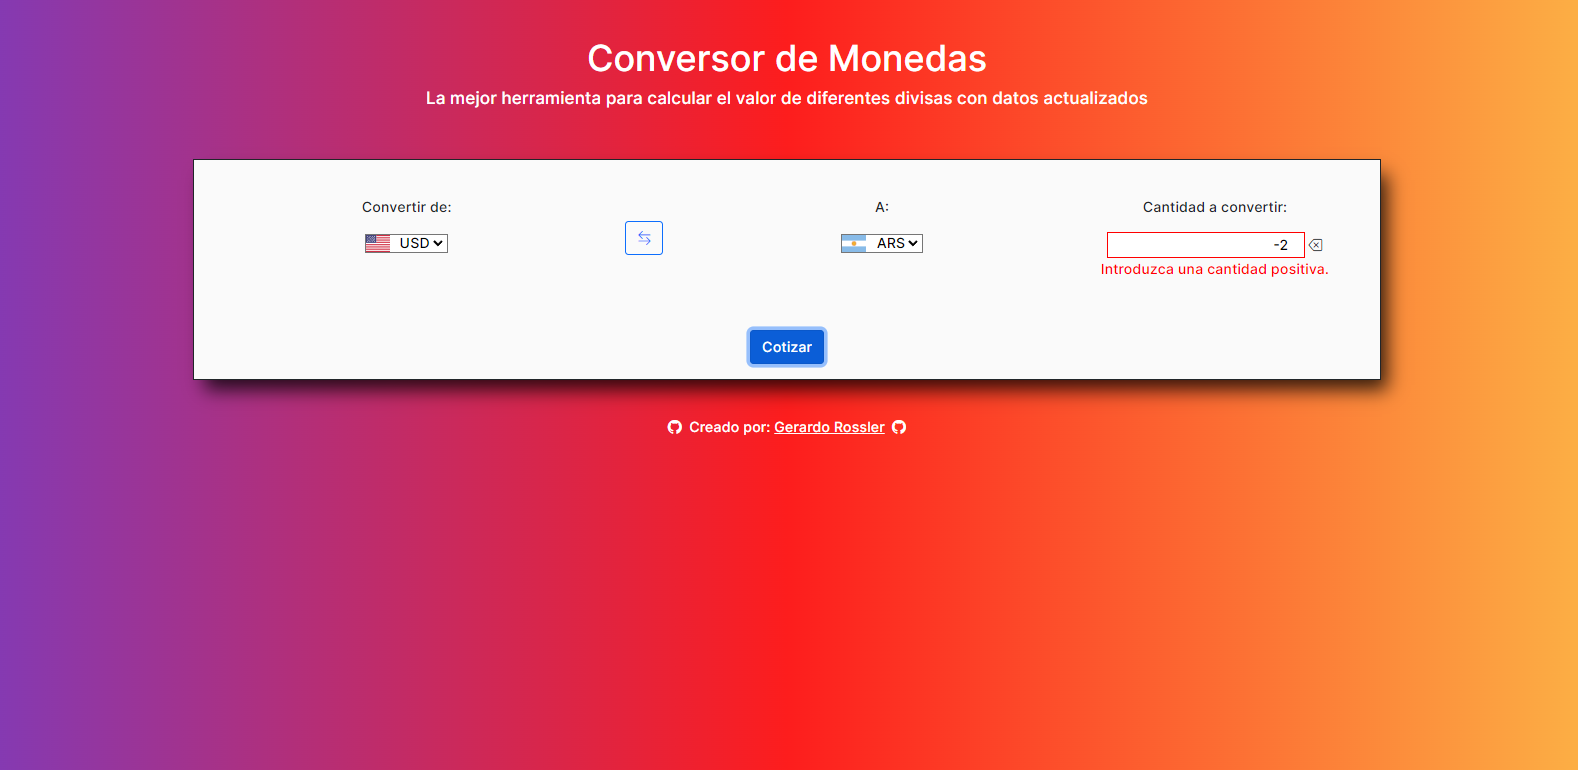 Conversor de Monedas
La mejor herramienta para calcular el valor de diferentes divisas con datos actualizados
Convertir de:
USD
A:
ARS
Cantidad a convertir:
-2
Introduzca una cantidad positiva.
Cotizar
Creado por: Gerardo Rossler